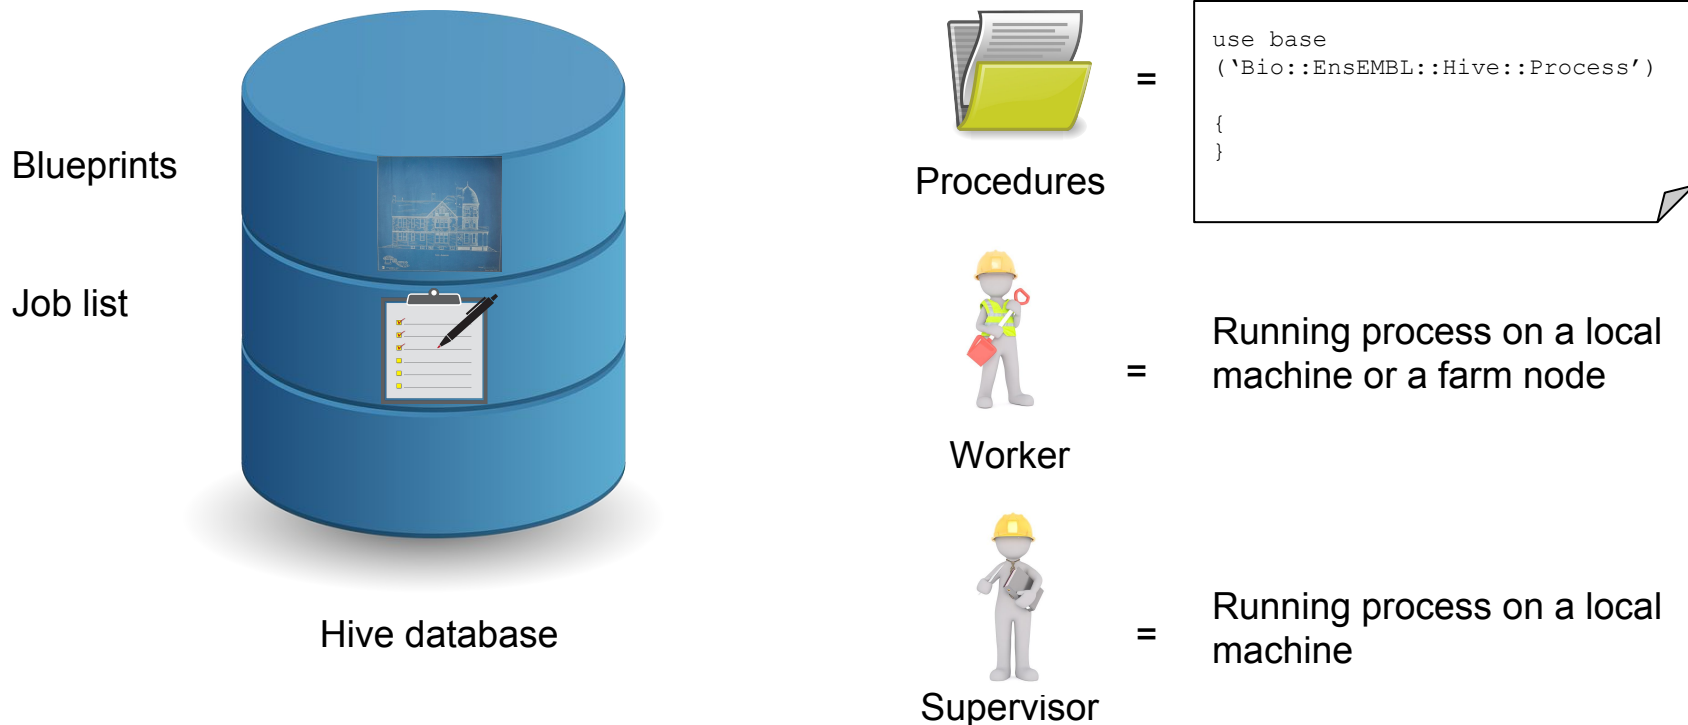 Blueprints
Job list
Hive database
Procedures
=
use base
(‘Bio::EnsEMBL::Hive::Process’)
{
}
Worker
=
Running process on a local
machine or a farm node
Supervisor
=
Running process on a local
machine